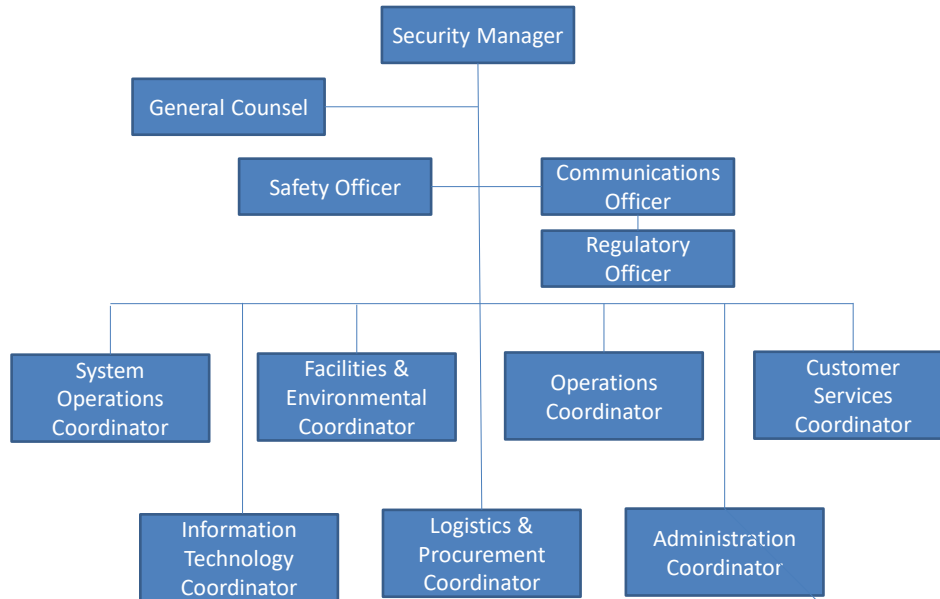 Security Manager
General Counsel
Safety Officer
Communications
Officer
Regulatory
Officer
System
Operations
Coordinator
Facilities &
Environmental
Coordinator
Operations
Coordinator
Customer
Services
Coordinator
Information
Technology
Coordinator
Logistics &
Procurement
Coordinator
Administration
Coordinator